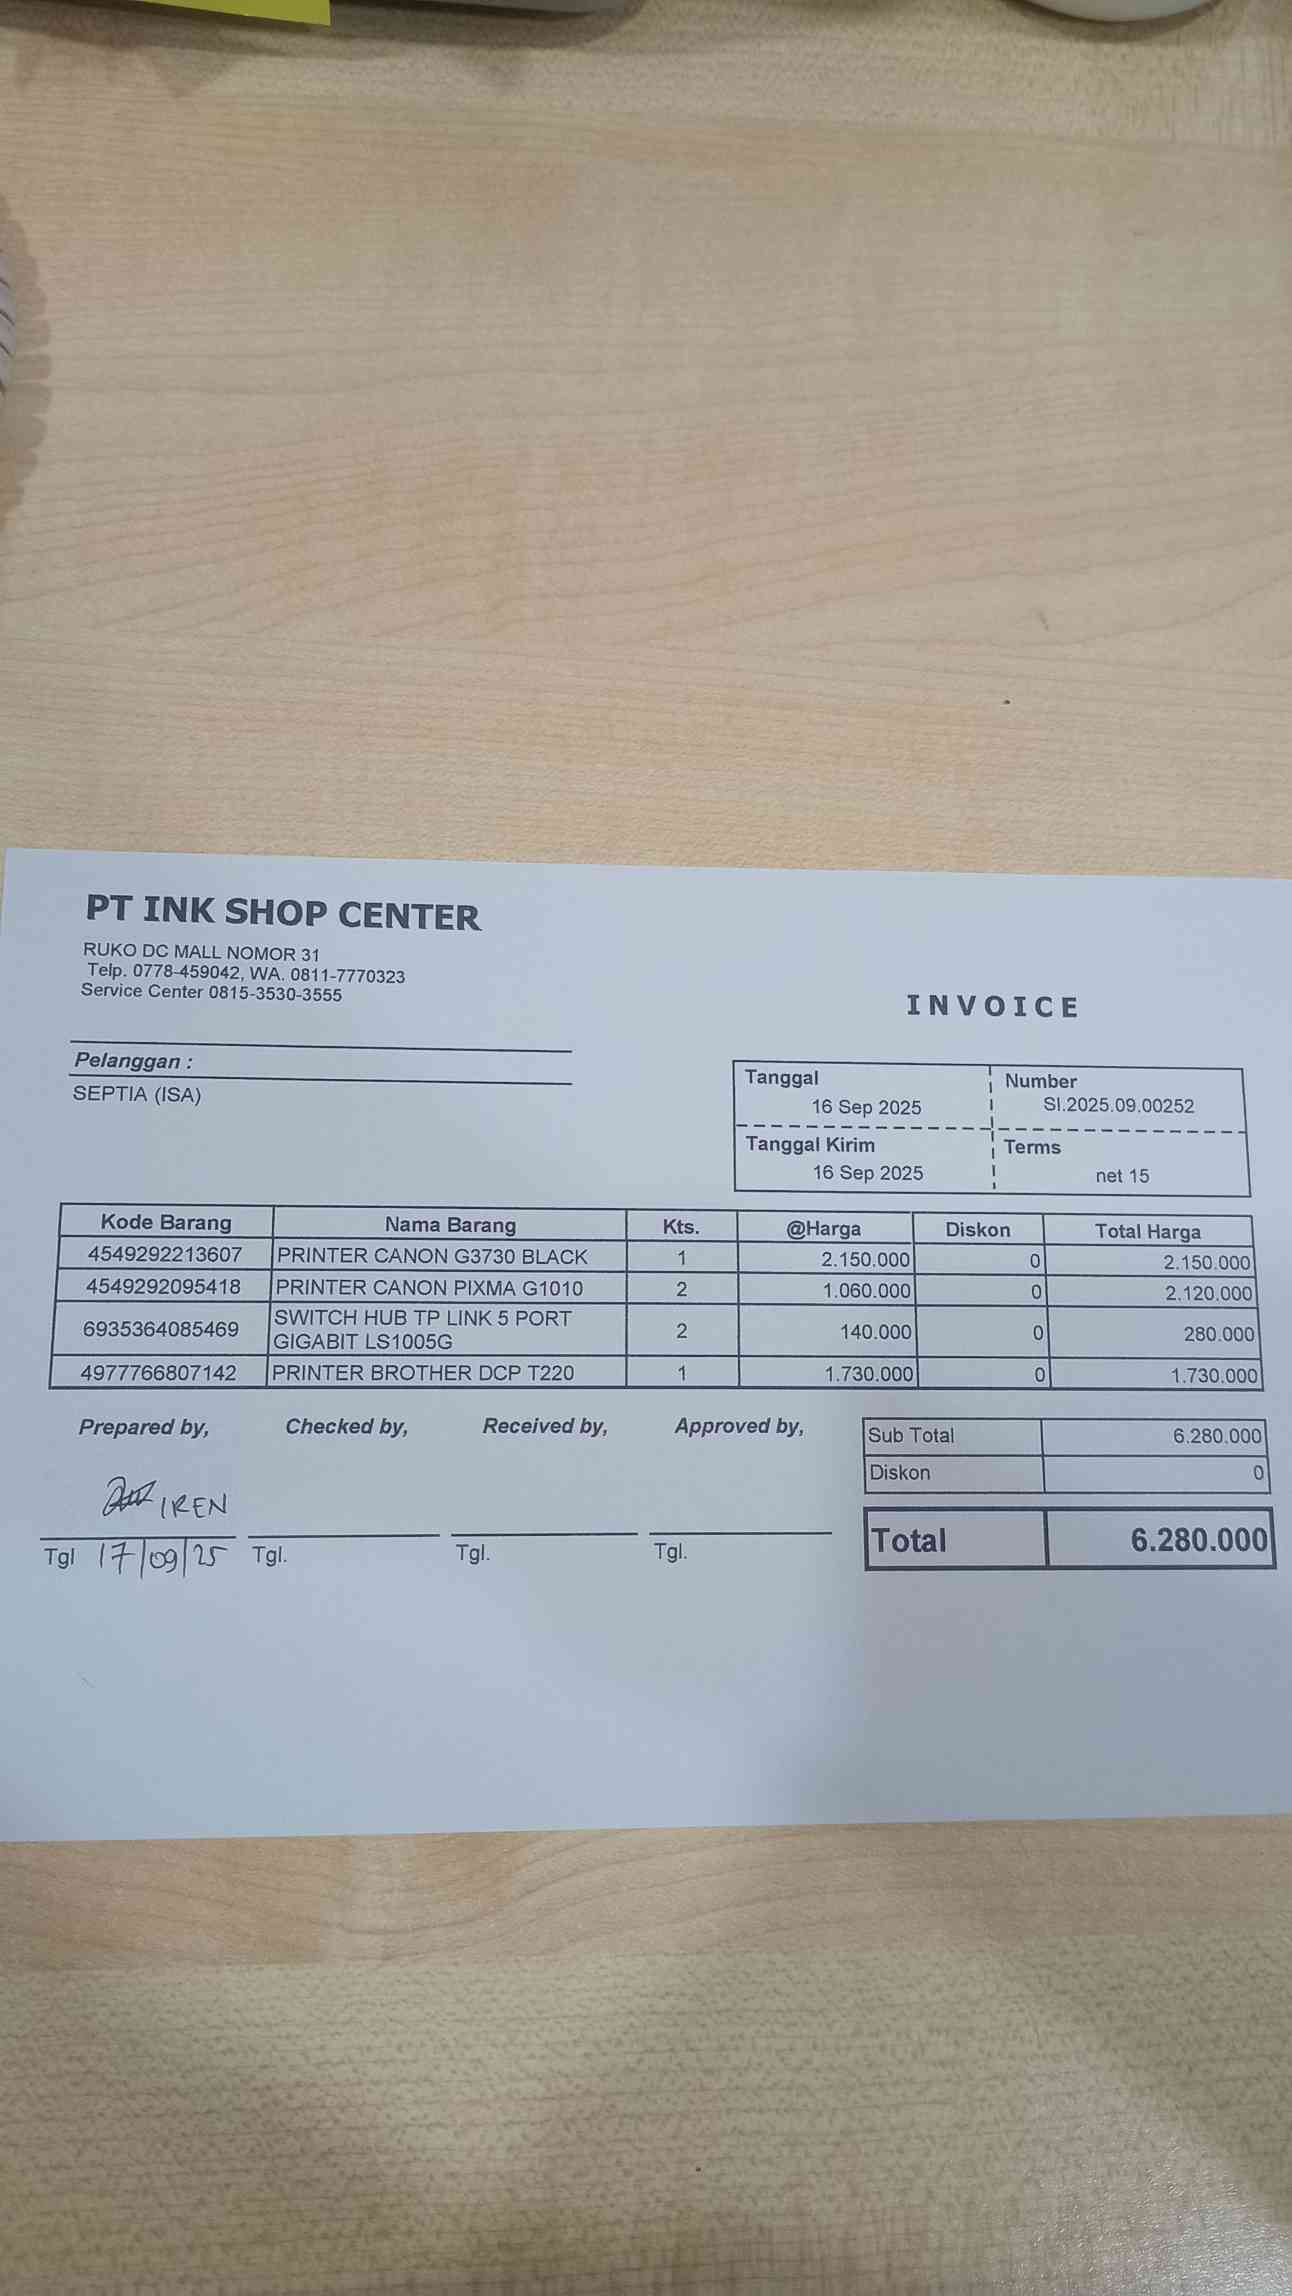 PT INK SHOP CENTER
RUKO DC MALL NOMOR 31
Telp. 0778-459042, WA. 0811-7770323
Service Center 0815-3530-3555
INVOICE
Pelanggan :
SEPTIA (ISA)
Tanggal Number
16 Sep 2025 SI.2025.09.00252
Tanggal Kirim Terms
16 Sep 2025 net 15
Kode Barang Nama Barang Kts. @Harga Diskon Total Harga
4549292213607 PRINTER CANON G3730 BLACK 1 2.150.000 0 2.150.000
4549292095418 PRINTER CANON PIXMA G1010 2 1.060.000 0 2.120.000
6935364085469 SWITCH HUB TP LINK 5 PORT
GIGABIT LS1005G 2 140.000 0 280.000
4977766807142 PRINTER BROTHER DCP T220 1 1.730.000 0 1.730.000
Prepared by, Checked by, Received by, Approved by,
Sub Total 6.280.000
Diskon 0
IREN
Total 6.280.000
Tgl 17/09/25 Tgl. Tgl. Tgl.